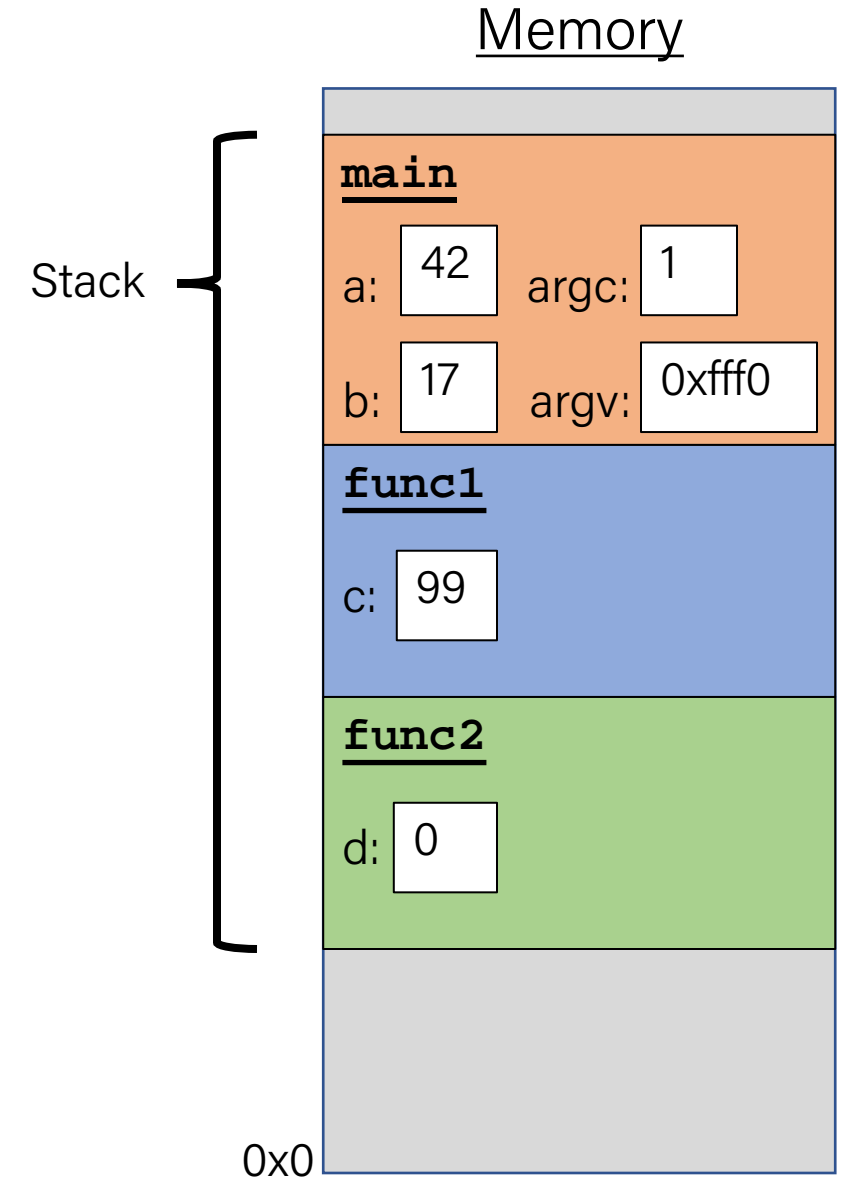 Memory
main
Stack
a: 42 argc: 1
b: 17 argv: 0xfff0
func1
c: 99
func2
d: 0
0x0